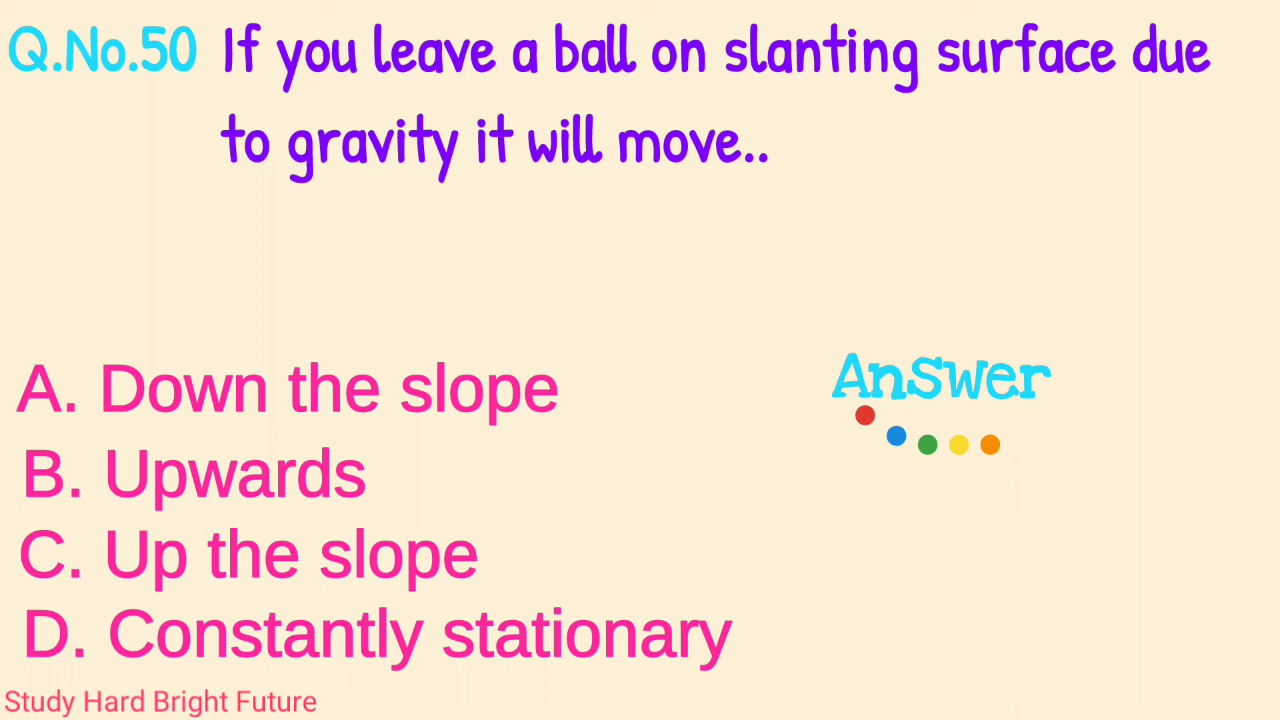 Q.No.50 If you leave a ball on slanting surface due
to gravity it will move..
A. Down the slope
Answer
B. Upwards
C. Up the slope
D. Constantly stationary
Study Hard Bright Future